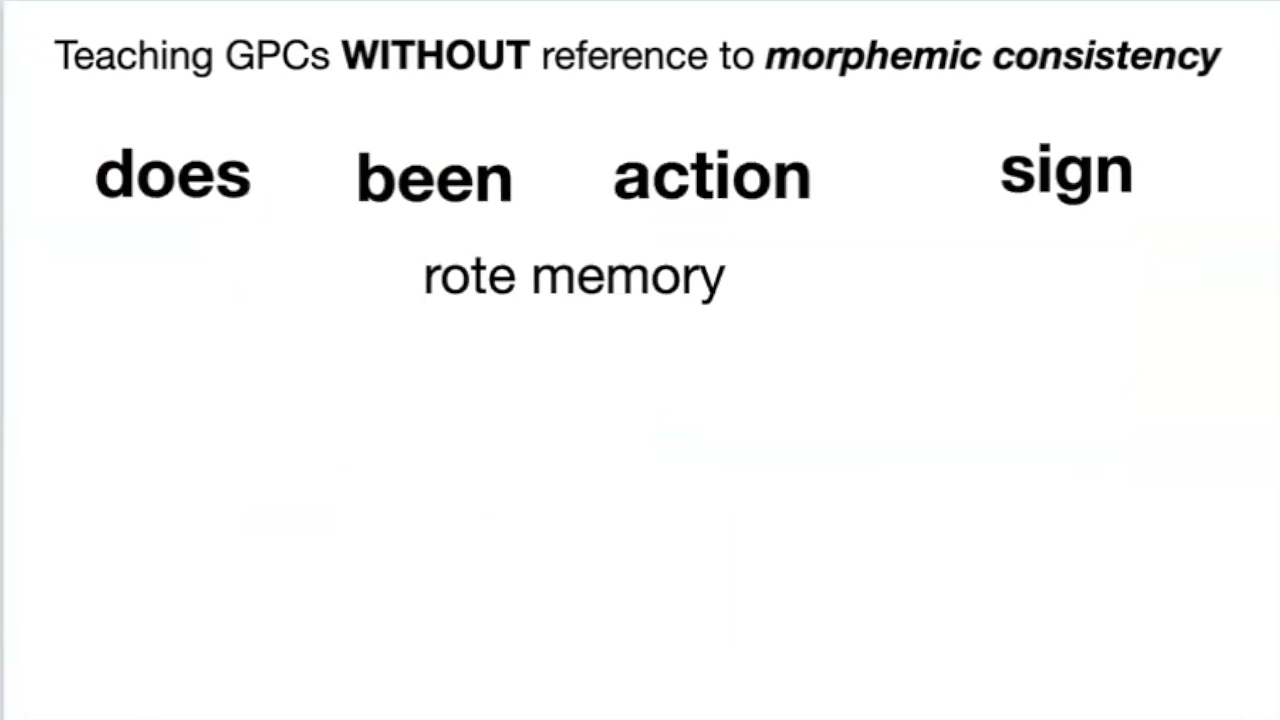 Teaching GPCs WITHOUT reference to morphemic consistency
does been action sign
rote memory